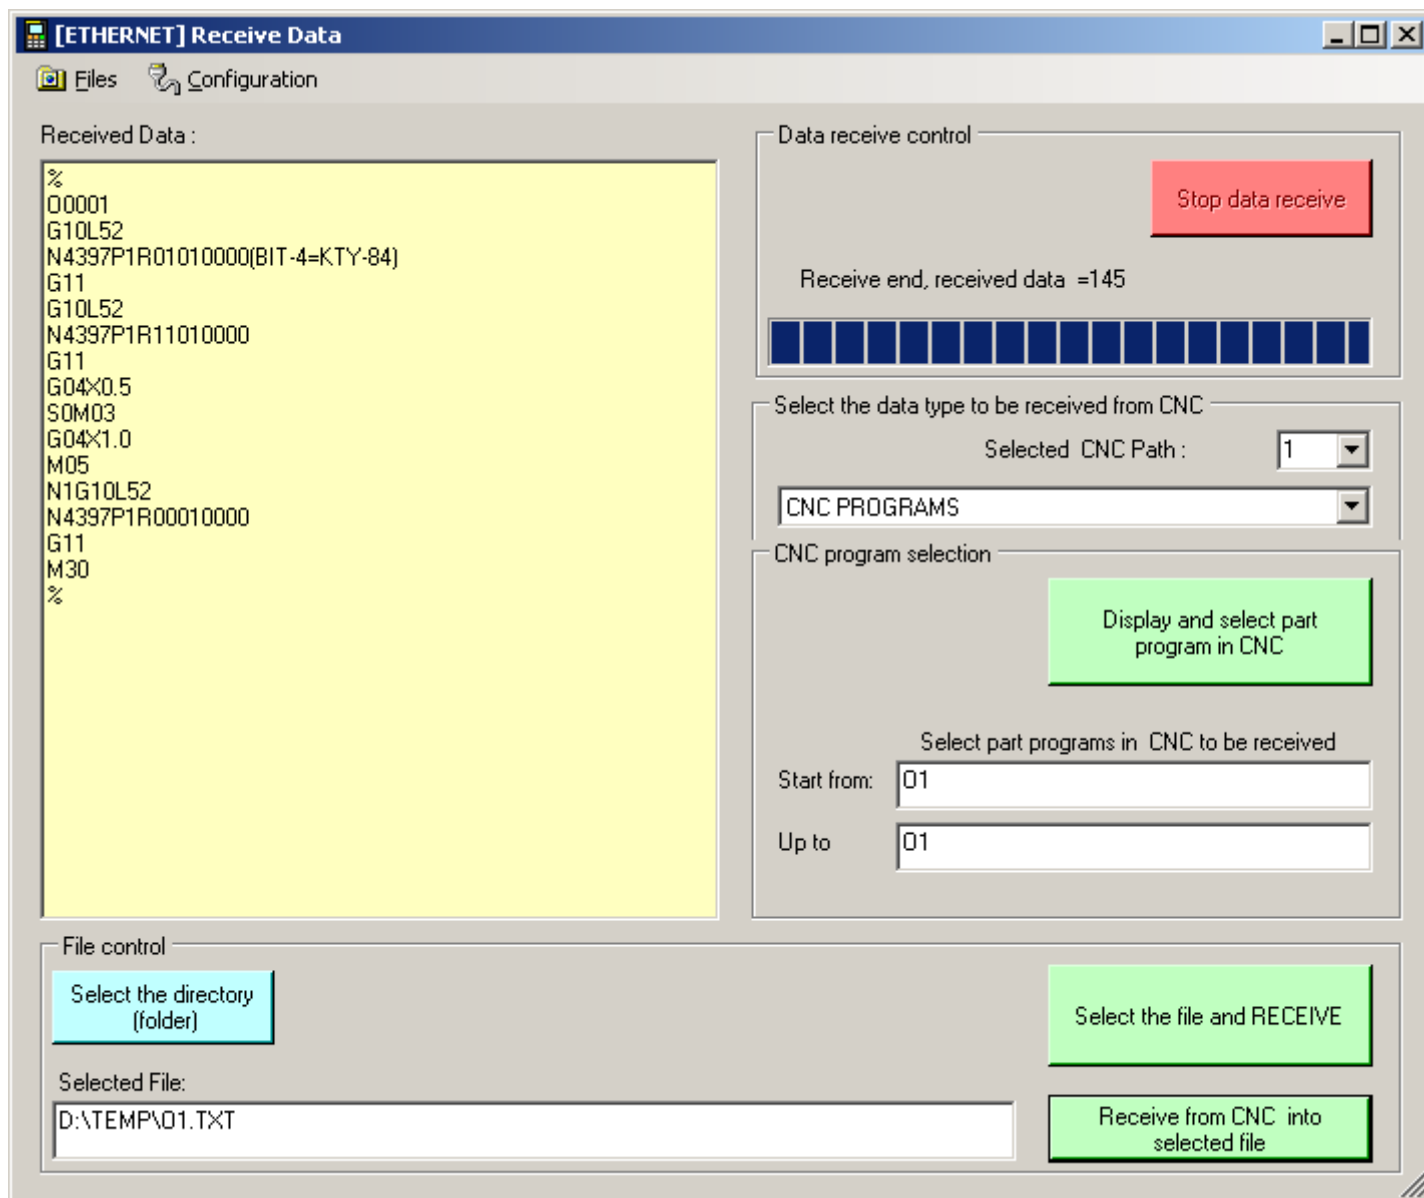 [ETHERNET] Receive Data
Files Configuration
Received Data :
%
O0001
G10L52
N4397P1R01010000(BIT-4=KTY-84)
G11
G10L52
N4397P1R11010000
G11
G04X0.5
S0M03
G04X1.0
M05
N1G10L52
N4397P1R00010000
G11
M30
%
Data receive control
Stop data receive
Receive end, received data =145
Select the data type to be received from CNC
Selected CNC Path :
1
CNC PROGRAMS
CNC program selection
Display and select part
program in CNC
Select part programs in CNC to be received
Start from:
O1
Up to
O1
File control
Select the directory
(folder)
Select the file and RECEIVE
Selected File:
D:\TEMP\O1.TXT
Receive from CNC into
selected file